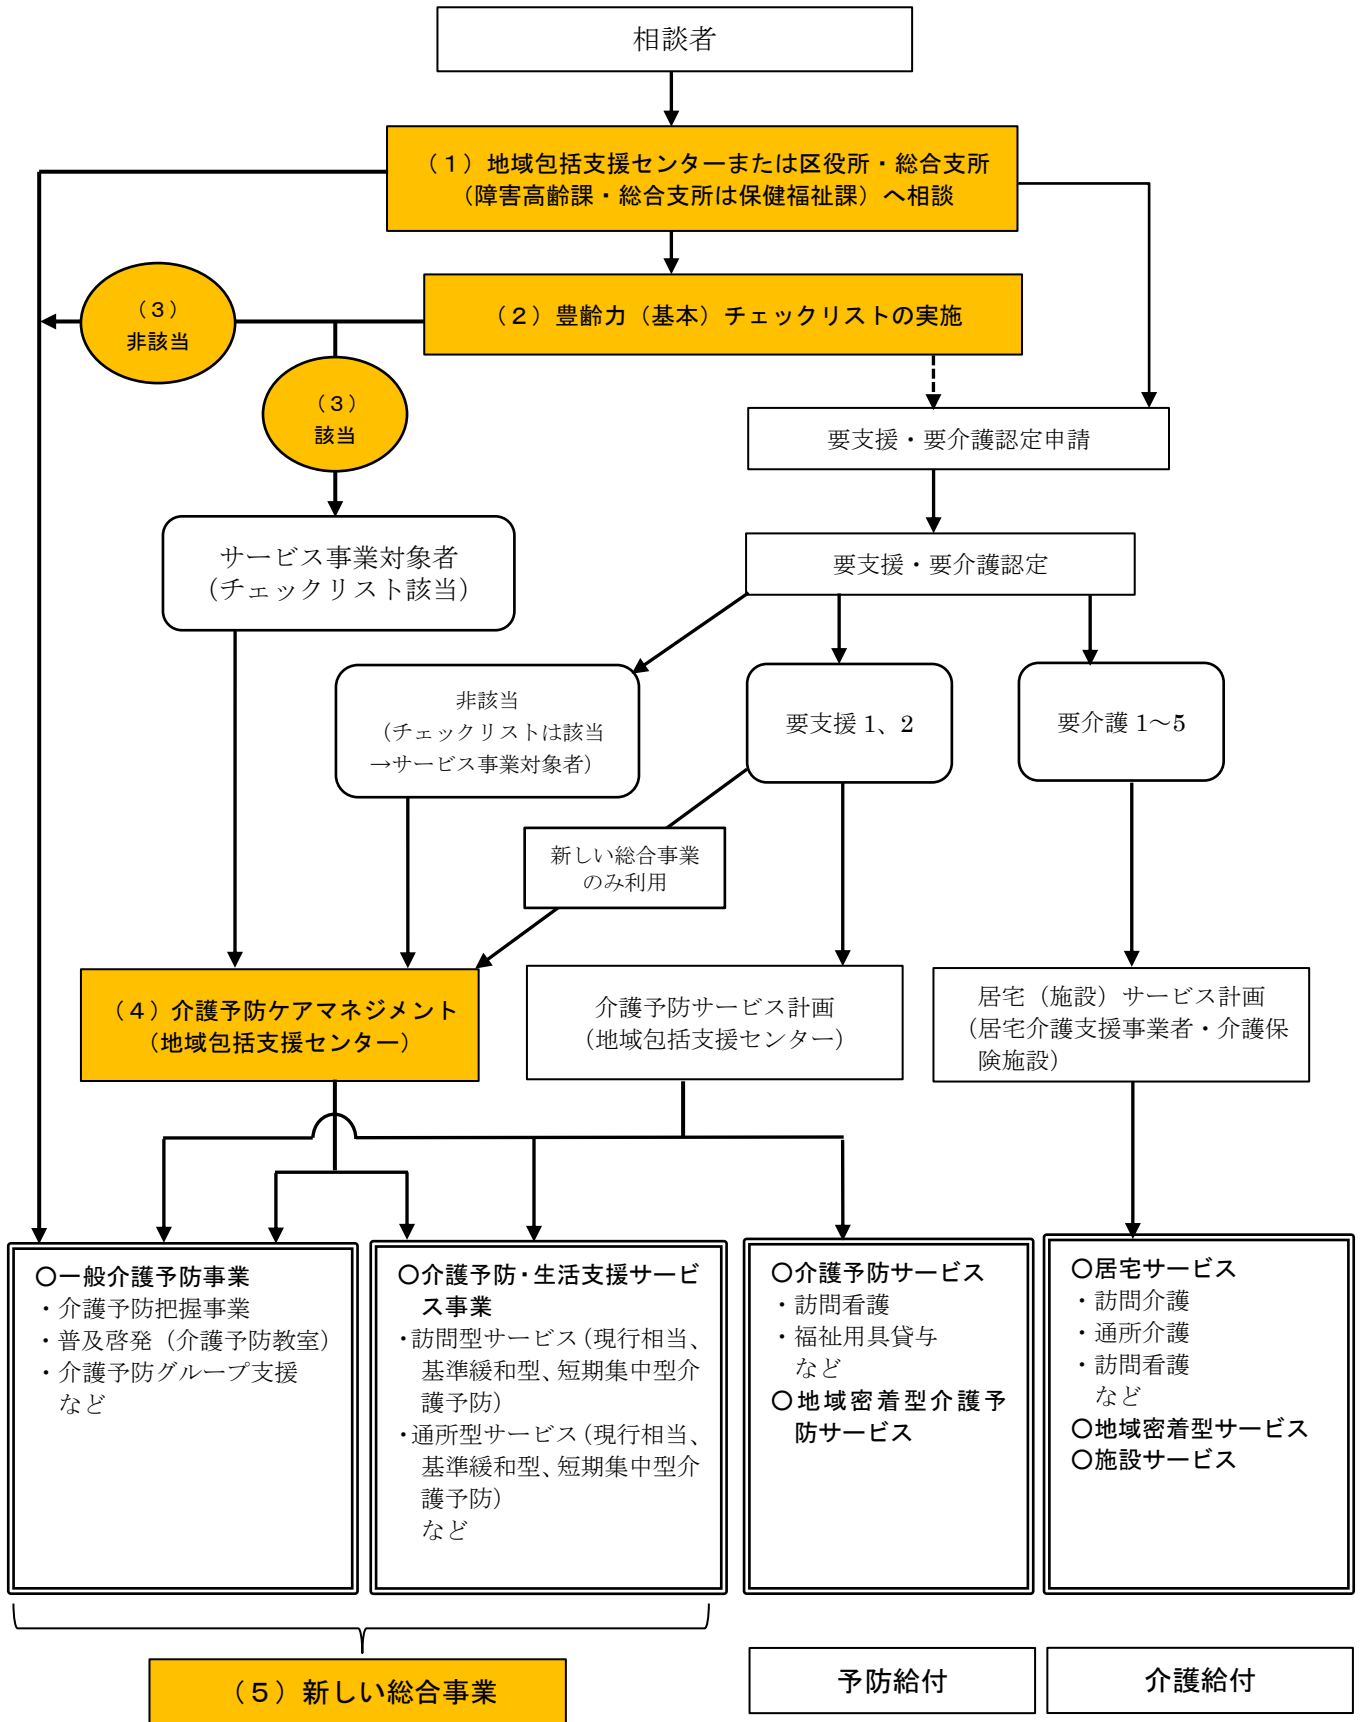 相談者
（１）地域包括支援センターまたは区役所・総合支所
（障害高齢課・総合支所は保健福祉課）へ相談
（２）豊齢力（基本）チェックリストの実施
（３）
非該当
（３）
該当
要支援・要介護認定申請
サービス事業対象者
（チェックリスト該当）
要支援・要介護認定
非該当
（チェックリストは該当
→サービス事業対象者）
要支援 1、2
要介護 1～5
新しい総合事業
のみ利用
（４）介護予防ケアマネジメント
（地域包括支援センター）
介護予防サービス計画
（地域包括支援センター）
居宅（施設）サービス計画
（居宅介護支援事業者・介護保
険施設）
○一般介護予防事業
・介護予防把握事業
・普及啓発（介護予防教室）
・介護予防グループ支援
など
○介護予防・生活支援サービ
ス事業
・訪問型サービス（現行相当、
基準緩和型、短期集中型介
護予防）
・通所型サービス（現行相当、
基準緩和型、短期集中型介
護予防）
など
○介護予防サービス
・訪問看護
・福祉用具貸与
など
○地域密着型介護予
防サービス
○居宅サービス
・訪問介護
・通所介護
・訪問看護
など
○地域密着型サービス
○施設サービス
（５）新しい総合事業
予防給付
介護給付